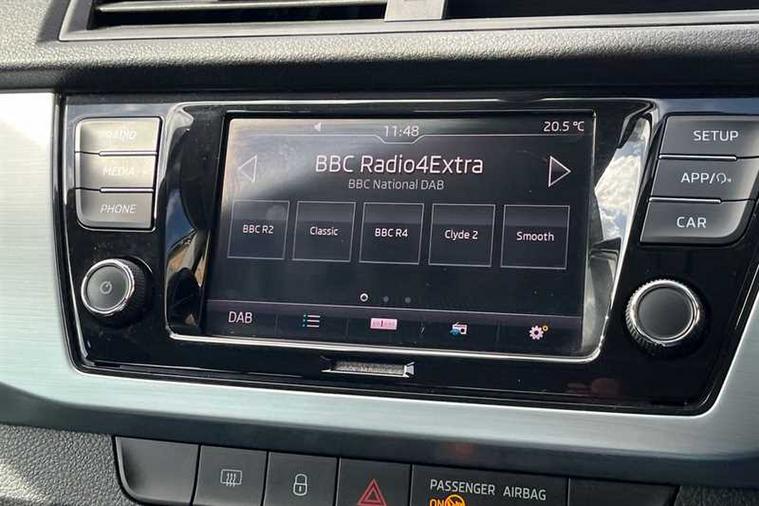 RADIO
MEDIA
PHONE
11:48
20.5 °C
BBC Radio4Extra
BBC National DAB
BBC R2
Classic
BBC R4
Clyde 2
Smooth
DAB
SETUP
APP/
CAR
PASSENGER AIRBAG
ON